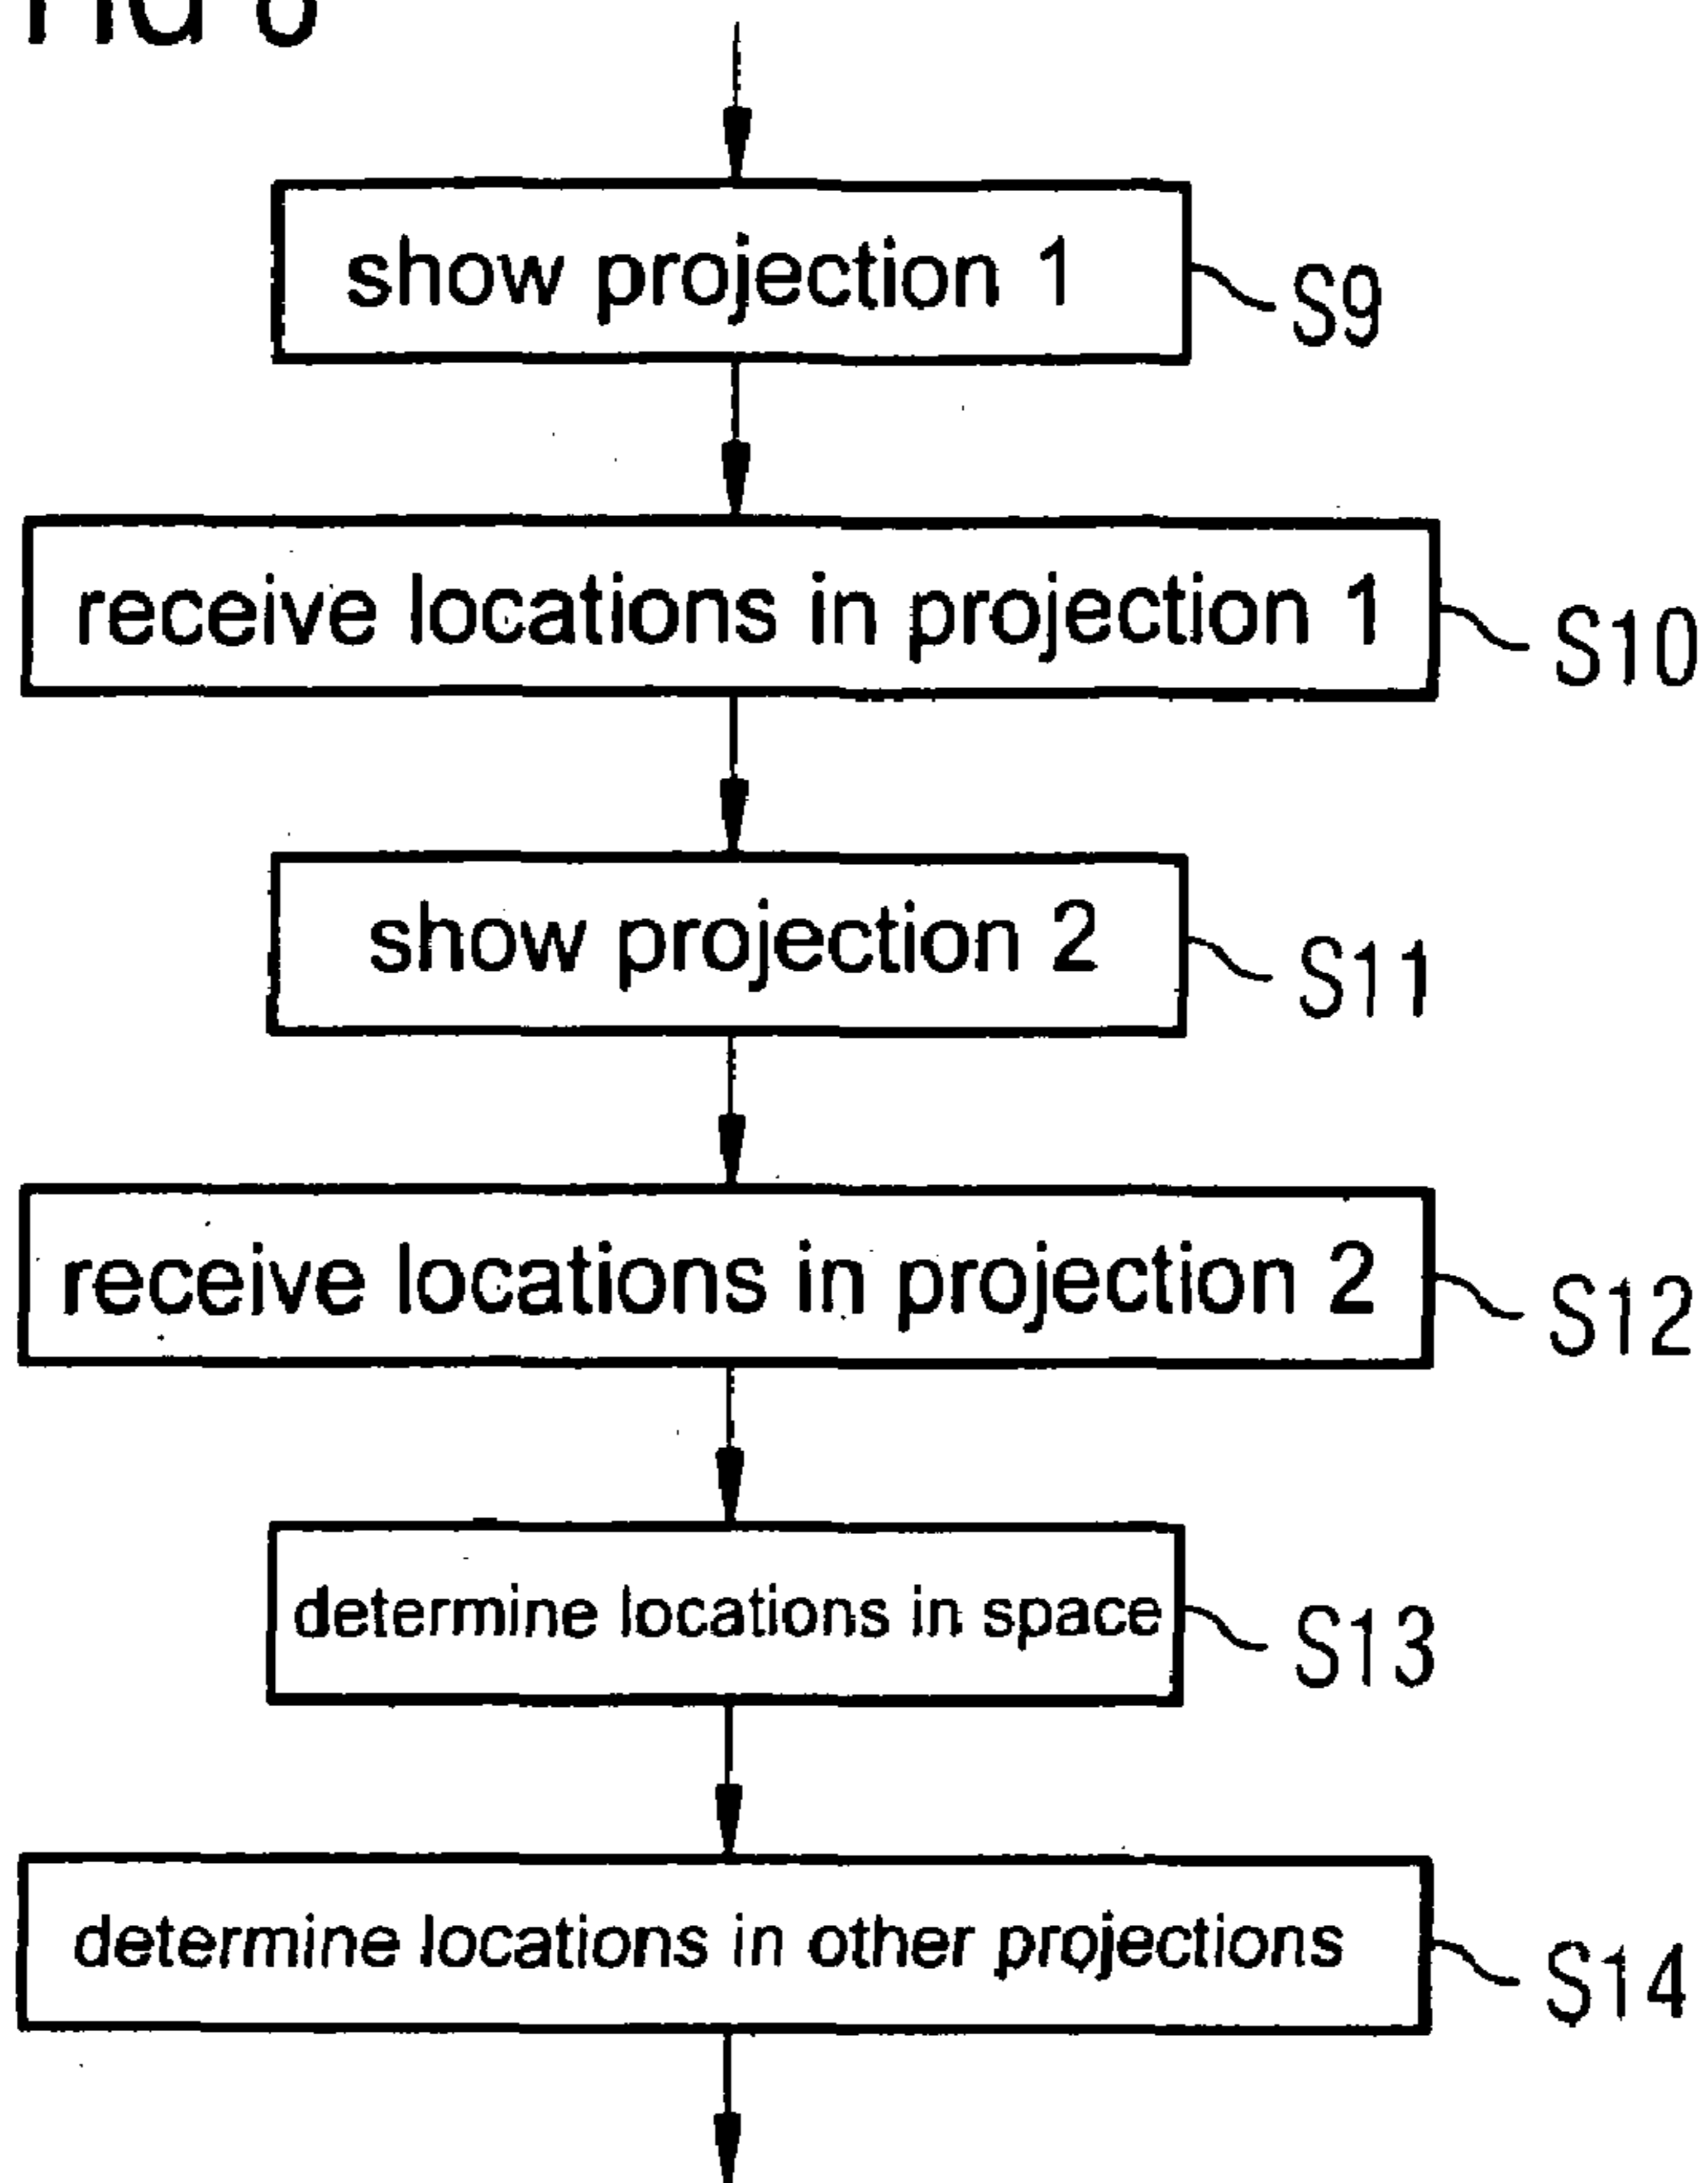 show projection 1
S9
receive locations in projection 1
S10
show projection 2
S11
receive locations in projection 2
S12
determine locations in space
S13
determine locations in other projections
S14